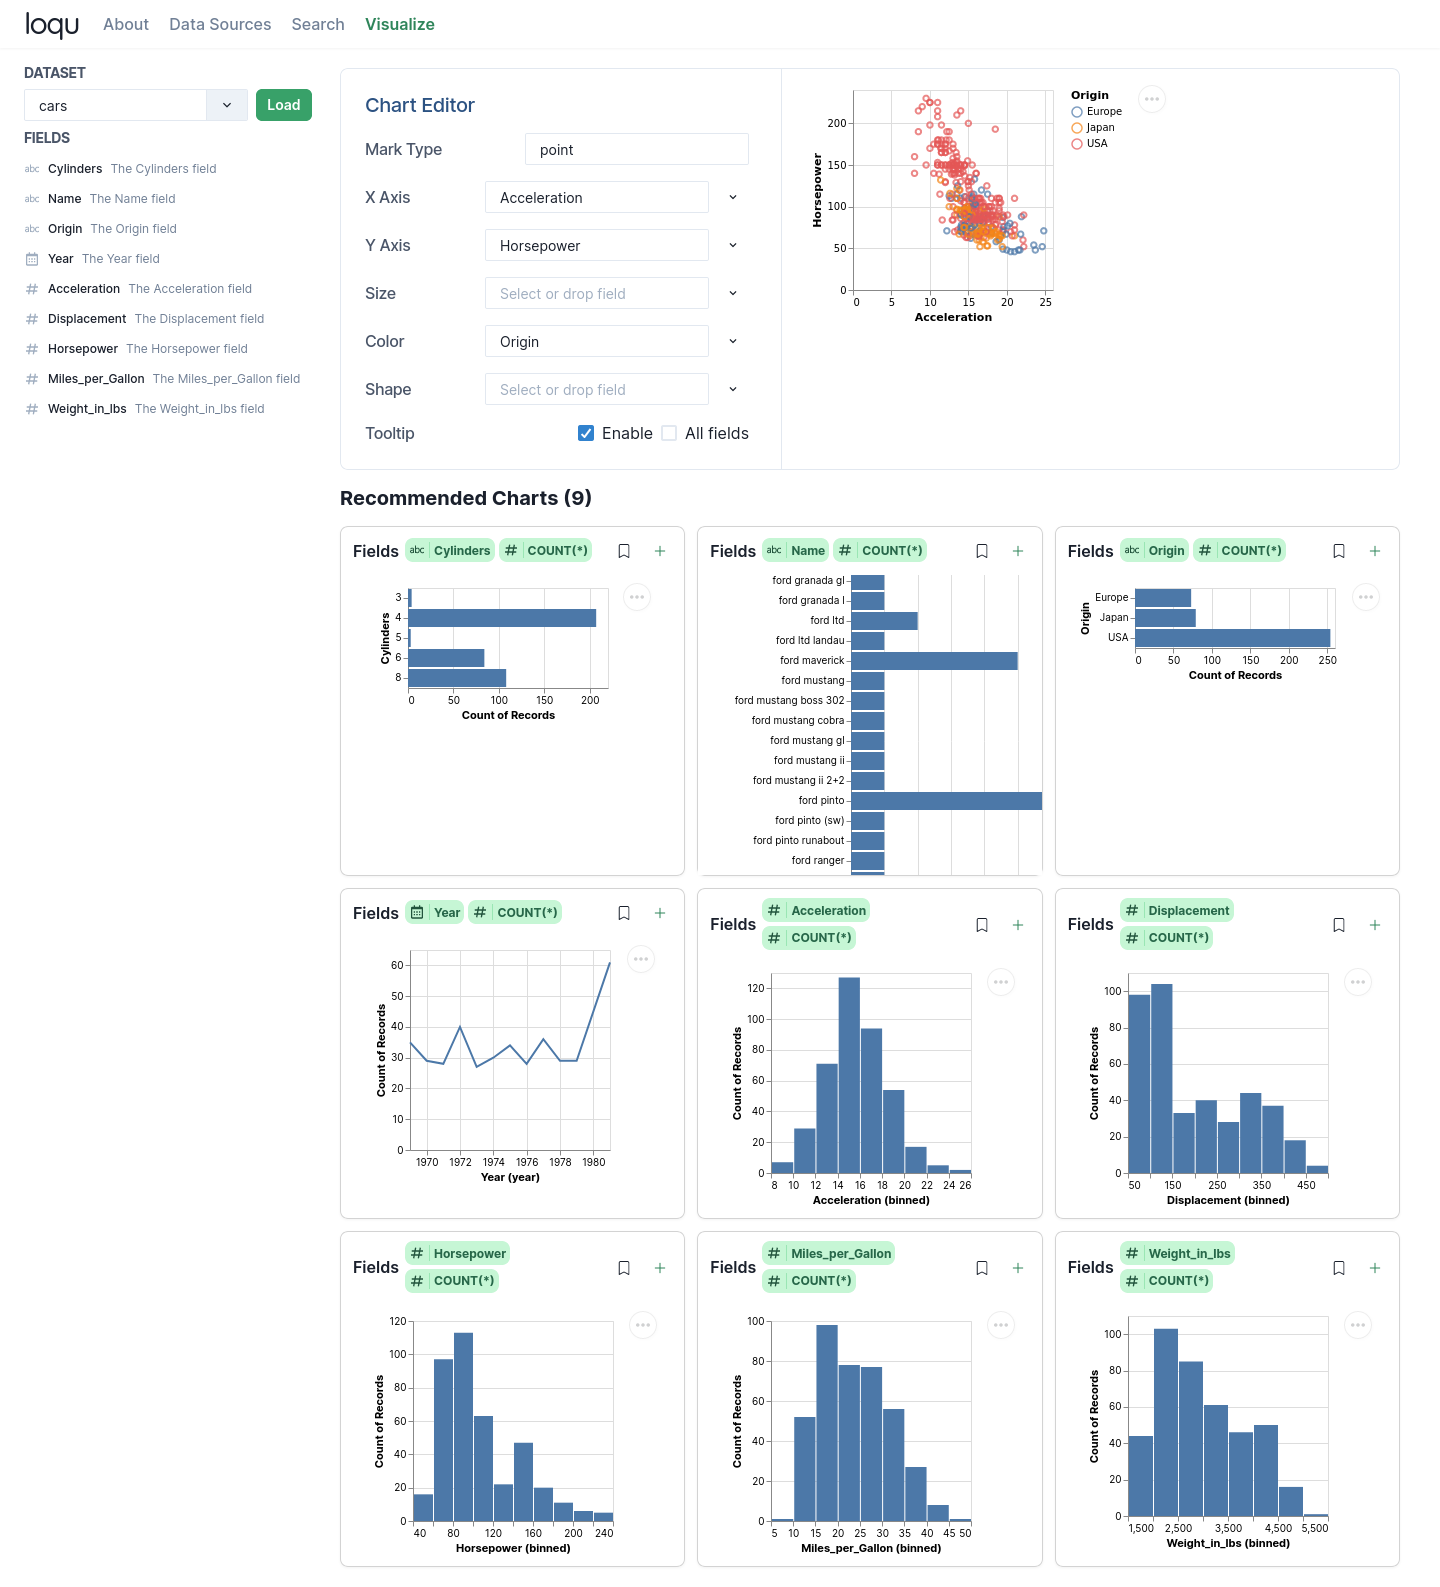 loqu About Data Sources Search Visualize
DATASET
cars Load
FIELDS
abc Cylinders The Cylinders field
abc Name The Name field
abc Origin The Origin field
Year The Year field
# Acceleration The Acceleration field
# Displacement The Displacement field
# Horsepower The Horsepower field
# Miles_per_Gallon The Miles_per_Gallon field
# Weight_in_lbs The Weight_in_lbs field
Chart Editor
Mark Type point
X Axis Acceleration
Y Axis Horsepower
Size Select or drop field
Color Origin
Shape Select or drop field
Tooltip Enable All fields
200
150
100
50
0
Horsepower
0 5 10 15 20 25
Acceleration
Origin
Europe
Japan
USA
Recommended Charts (9)
Fields abc Cylinders # COUNT(*)
3
4
5
6
8
Cylinders
0 50 100 150 200
Count of Records
Fields abc Name # COUNT(*)
ford granada gl
ford granada l
ford ltd
ford ltd landau
ford maverick
ford mustang
ford mustang boss 302
ford mustang cobra
ford mustang gl
ford mustang ii
ford mustang ii 2+2
ford pinto
ford pinto (sw)
ford pinto runabout
ford ranger
Fields abc Origin # COUNT(*)
Europe
Japan
USA
Origin
0 50 100 150 200 250
Count of Records
Fields Year # COUNT(*)
60
50
40
30
20
10
0
Count of Records
1970 1972 1974 1976 1978 1980
Year (year)
Fields # Acceleration
# COUNT(*)
120
100
80
60
40
20
0
Count of Records
8 10 12 14 16 18 20 22 24 26
Acceleration (binned)
Fields # Displacement
# COUNT(*)
100
80
60
40
20
0
Count of Records
50 150 250 350 450
Displacement (binned)
Fields # Horsepower
# COUNT(*)
120
100
80
60
40
20
0
Count of Records
40 80 120 160 200 240
Horsepower (binned)
Fields # Miles_per_Gallon
# COUNT(*)
100
80
60
40
20
0
Count of Records
5 10 15 20 25 30 35 40 45 50
Miles_per_Gallon (binned)
Fields # Weight_in_lbs
# COUNT(*)
100
80
60
40
20
0
Count of Records
1,500 2,500 3,500 4,500 5,500
Weight_in_lbs (binned)